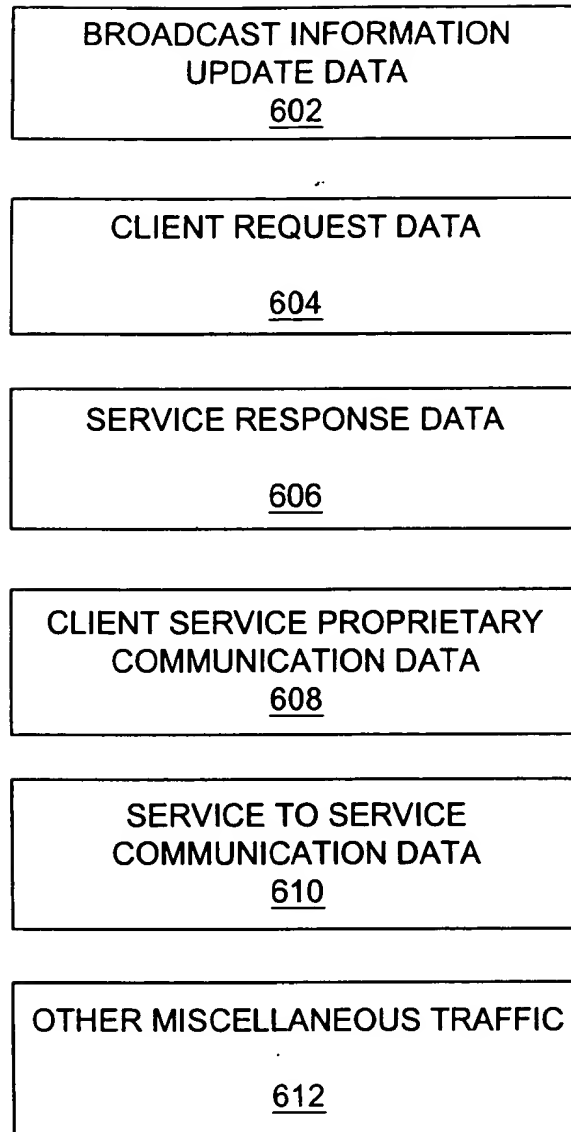 BROADCAST INFORMATION
UPDATE DATA
602
CLIENT REQUEST DATA
604
SERVICE RESPONSE DATA
606
CLIENT SERVICE PROPRIETARY
COMMUNICATION DATA
608
SERVICE TO SERVICE
COMMUNICATION DATA
610
OTHER MISCELLANEOUS TRAFFIC
612